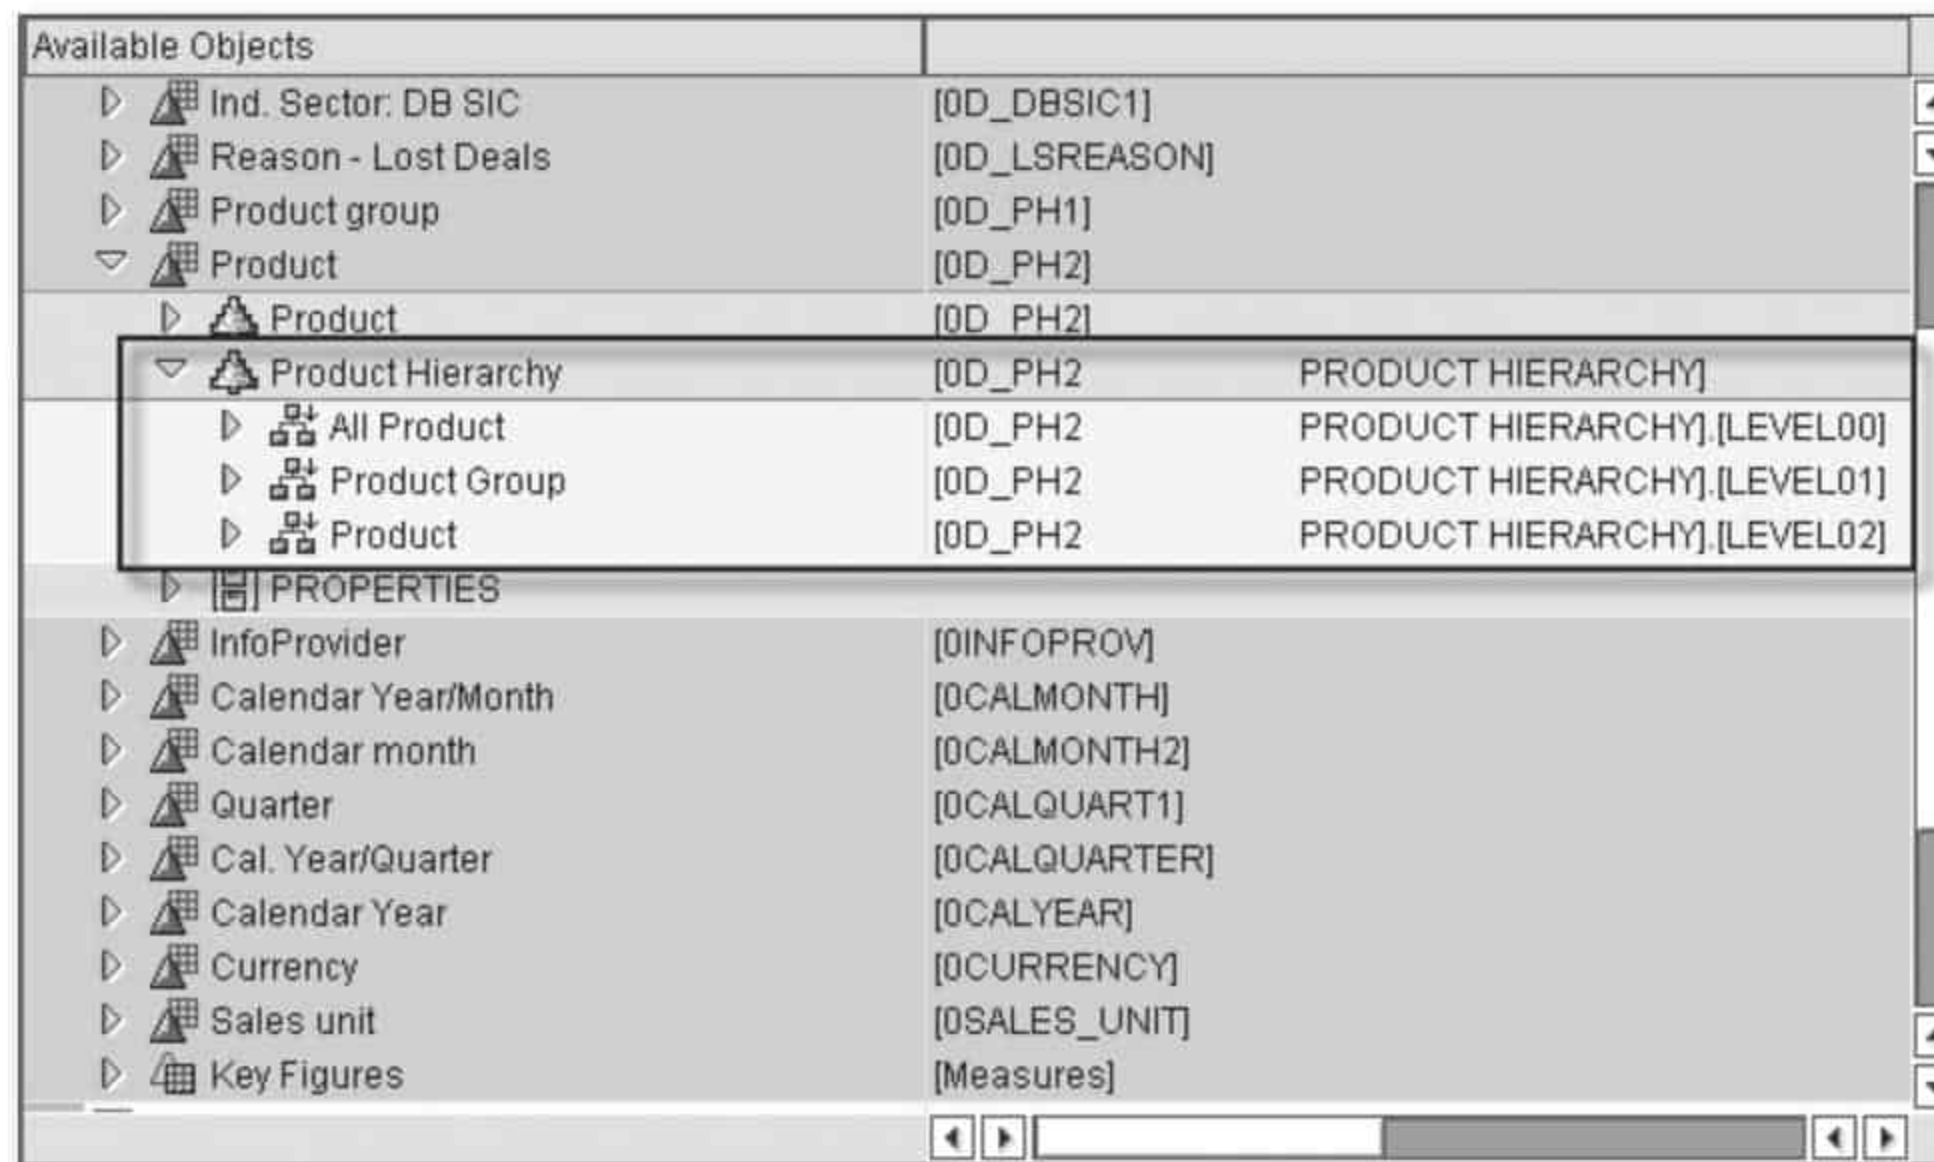 Available Objects
Ind. Sector: DB SIC [0D_DBSIC1]
Reason - Lost Deals [0D_LSREASON]
Product group [0D_PH1]
Product [0D_PH2]
Product [0D_PH2]
Product Hierarchy [0D_PH2 PRODUCT HIERARCHY]
All Product [0D_PH2 PRODUCT HIERARCHY].[LEVEL00]
Product Group [0D_PH2 PRODUCT HIERARCHY].[LEVEL01]
Product [0D_PH2 PRODUCT HIERARCHY].[LEVEL02]
PROPERTIES
InfoProvider [0INFOPROV]
Calendar Year/Month [0CALMONTH]
Calendar month [0CALMONTH2]
Quarter [0CALQUART1]
Cal. Year/Quarter [0CALQUARTER]
Calendar Year [0CALYEAR]
Currency [0CURRENCY]
Sales unit [0SALES_UNIT]
Key Figures [Measures]